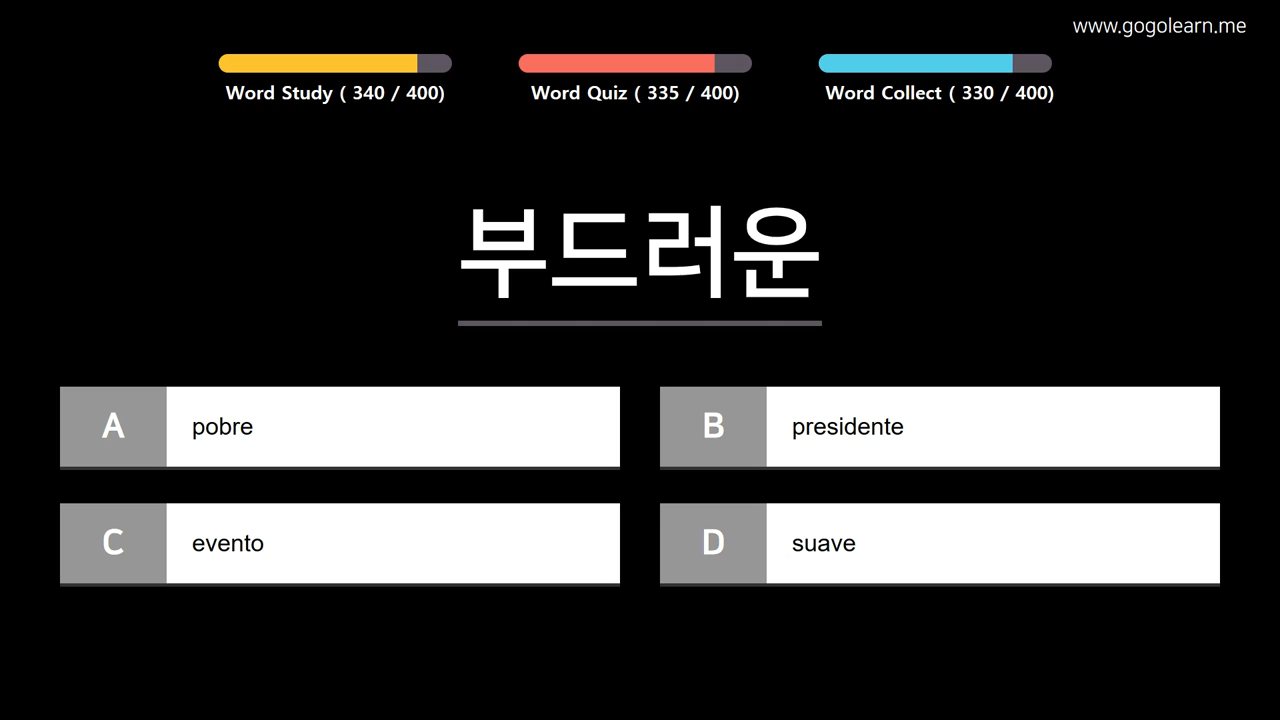 www.gogolearn.me
Word Study ( 340 / 400)
Word Quiz ( 335 / 400)
Word Collect ( 330 / 400)
부드러운
A pobre
B presidente
C evento
D suave